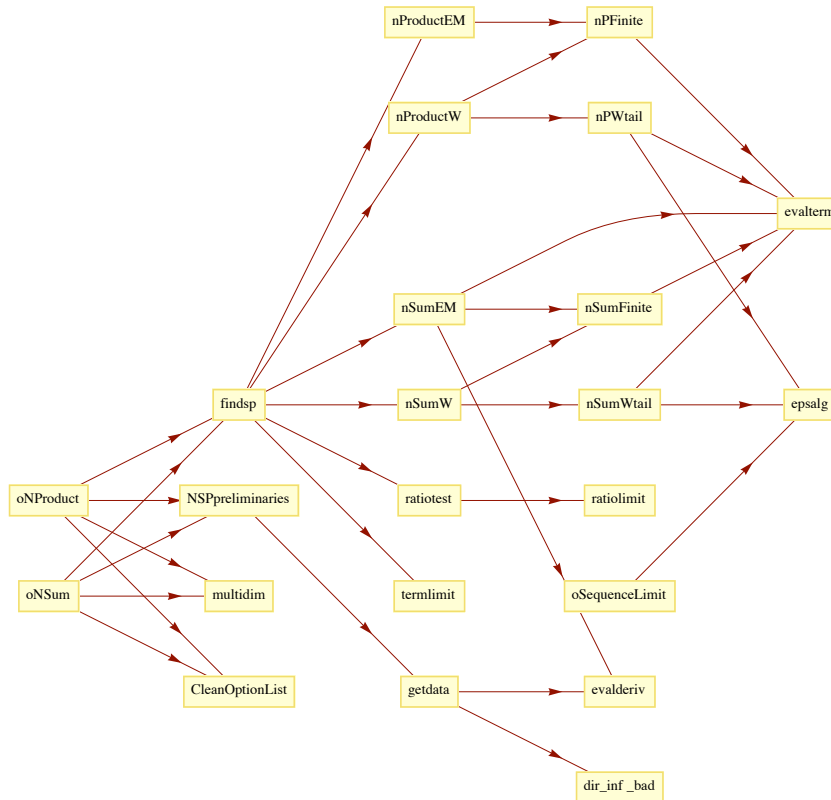 nProductEM
nPFinite
nProductW
nPWtail
evalterm
nSumEM
nSumFinite
findsp
nSumW
nSumWtail
epsalg
oNProduct
NSPpreliminaries
ratiotest
ratiolimit
oNSum
multidim
termlimit
oSequenceLimit
CleanOptionList
getdata
evalderiv
dir_inf _bad